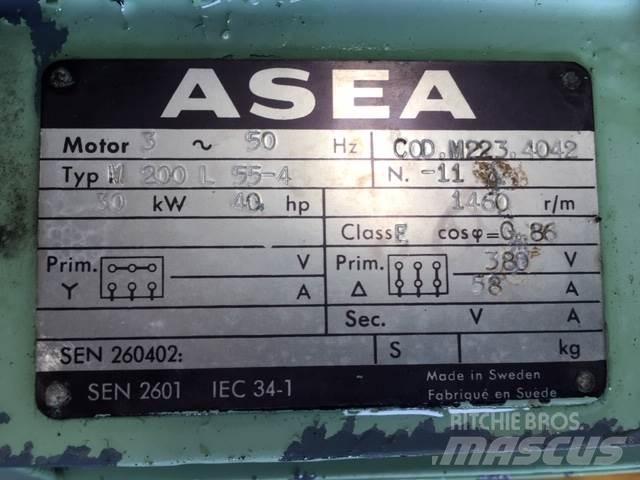 ASEA
Motor 3 ~ 50 Hz COD. M223.4042
Typ M 200 L 55-4 N. -11
30 kW 40 hp 1460 r/m
Class E cosφ=0.86
Prim. V Prim. 380 V
Y A Δ 58 A
Sec. V A
SEN 260402: S kg
SEN 2601 IEC 34-1 Made in Sweden
Fabriqué en Suède
RITCHIE BROS.
MASCUS